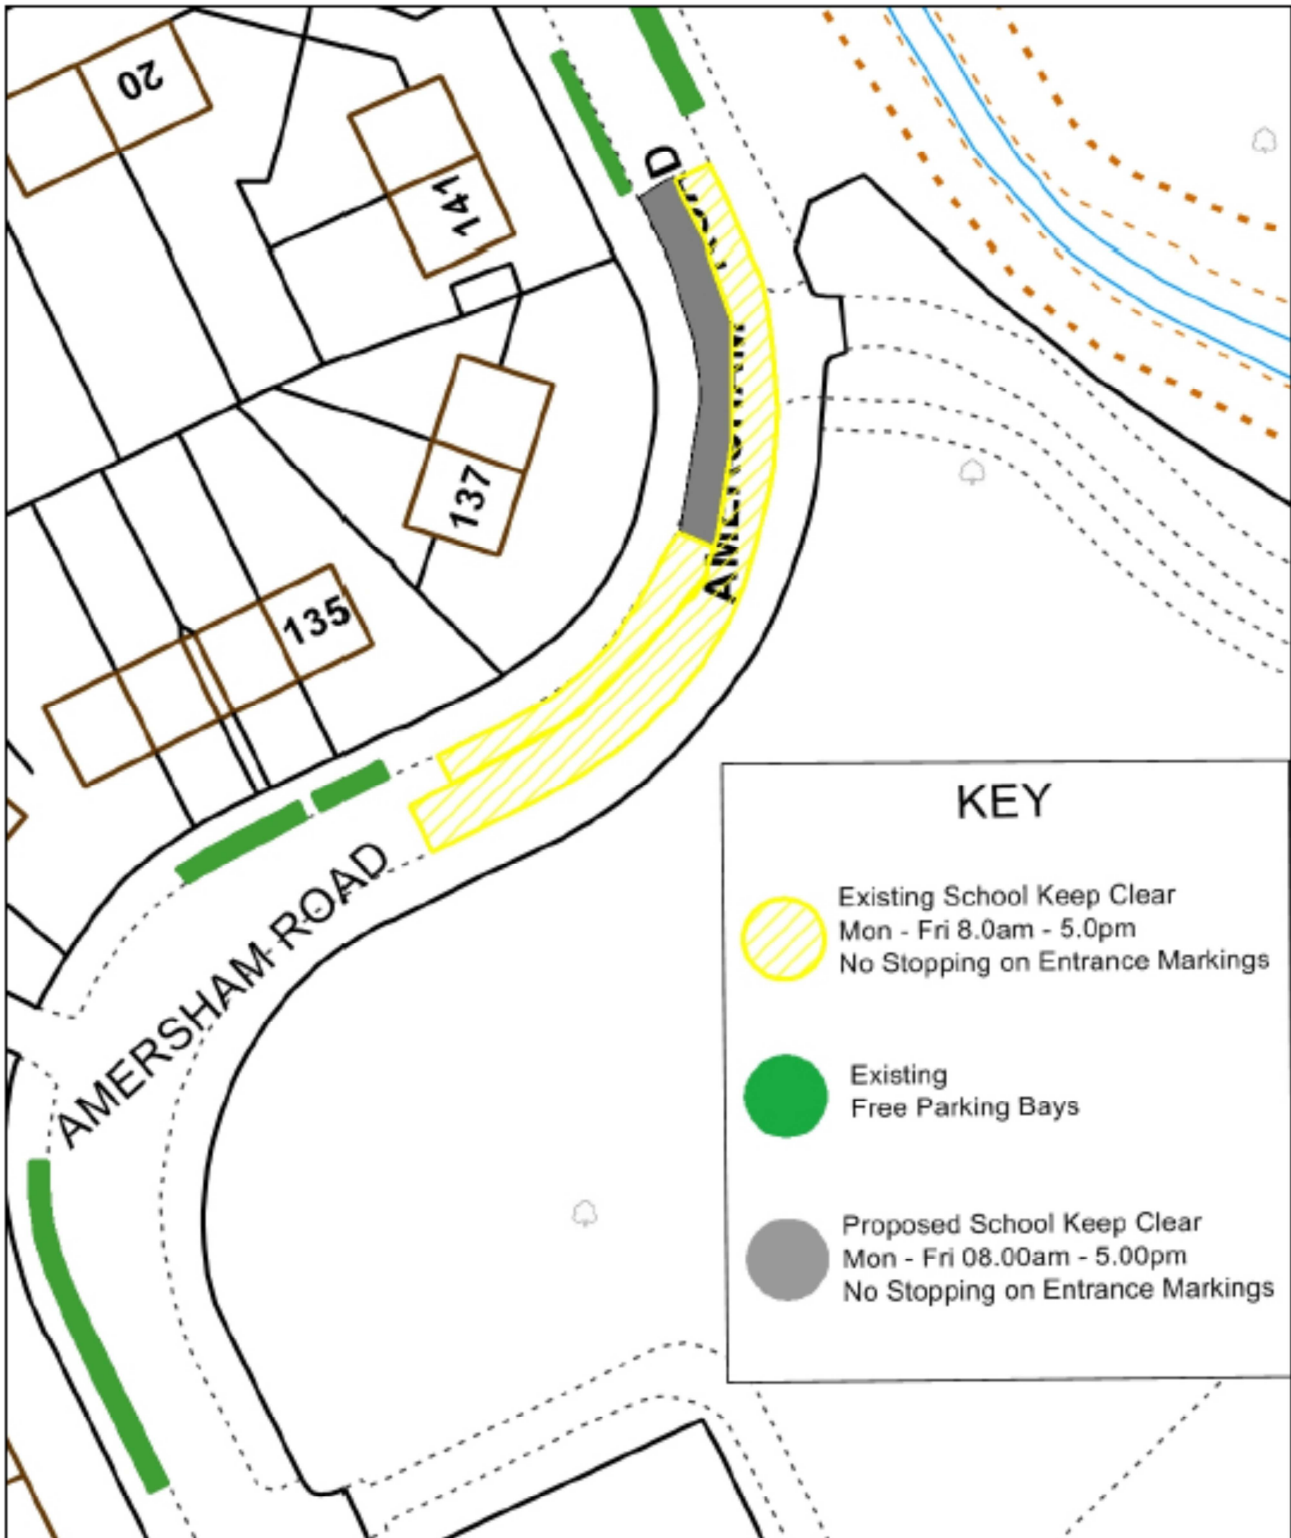 20
141
137
135
AMERSHAM ROAD
KEY
Existing School Keep Clear
Mon - Fri 8.0am - 5.0pm
No Stopping on Entrance Markings
Existing
Free Parking Bays
Proposed School Keep Clear
Mon - Fri 08.00am - 5.00pm
No Stopping on Entrance Markings